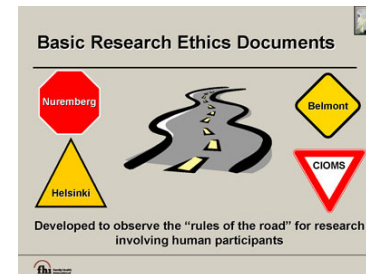 Basic Research Ethics Documents
Nuremberg
Belmont
Helsinki
CIOMS
Developed to observe the “rules of the road” for research
involving human participants
fhi